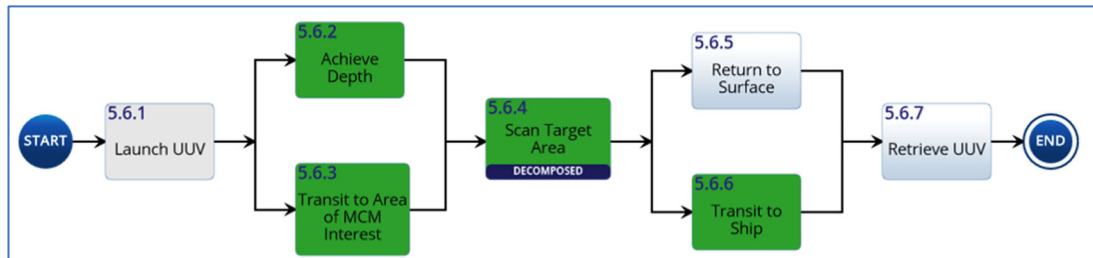 START
5.6.1
Launch UUV
5.6.2
Achieve
Depth
5.6.3
Transit to Area
of MCM
Interest
5.6.4
Scan Target
Area
DECOMPOSED
5.6.5
Return to
Surface
5.6.6
Transit to
Ship
5.6.7
Retrieve UUV
END